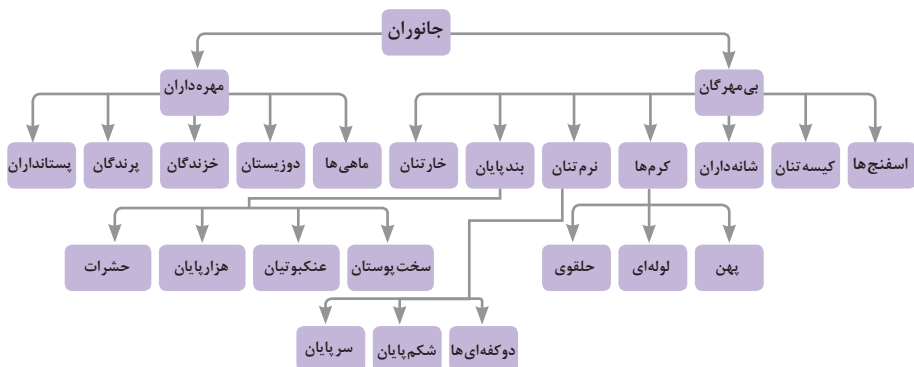 جانوران
بی‌مهرگان
مهره‌داران
اسفنج‌ها
کیسه‌تنان
شانه‌داران
کرم‌ها
نرم‌تنان
بندپایان
خارتنان
ماهی‌ها
دوزیستان
خزندگان
پرندگان
پستانداران
پهن
لوله‌ای
حلقوی
سخت‌پوستان
عنکبوتیان
هزارپایان
حشرات
دوکفه‌ای‌ها
شکم‌پایان
سرپایان